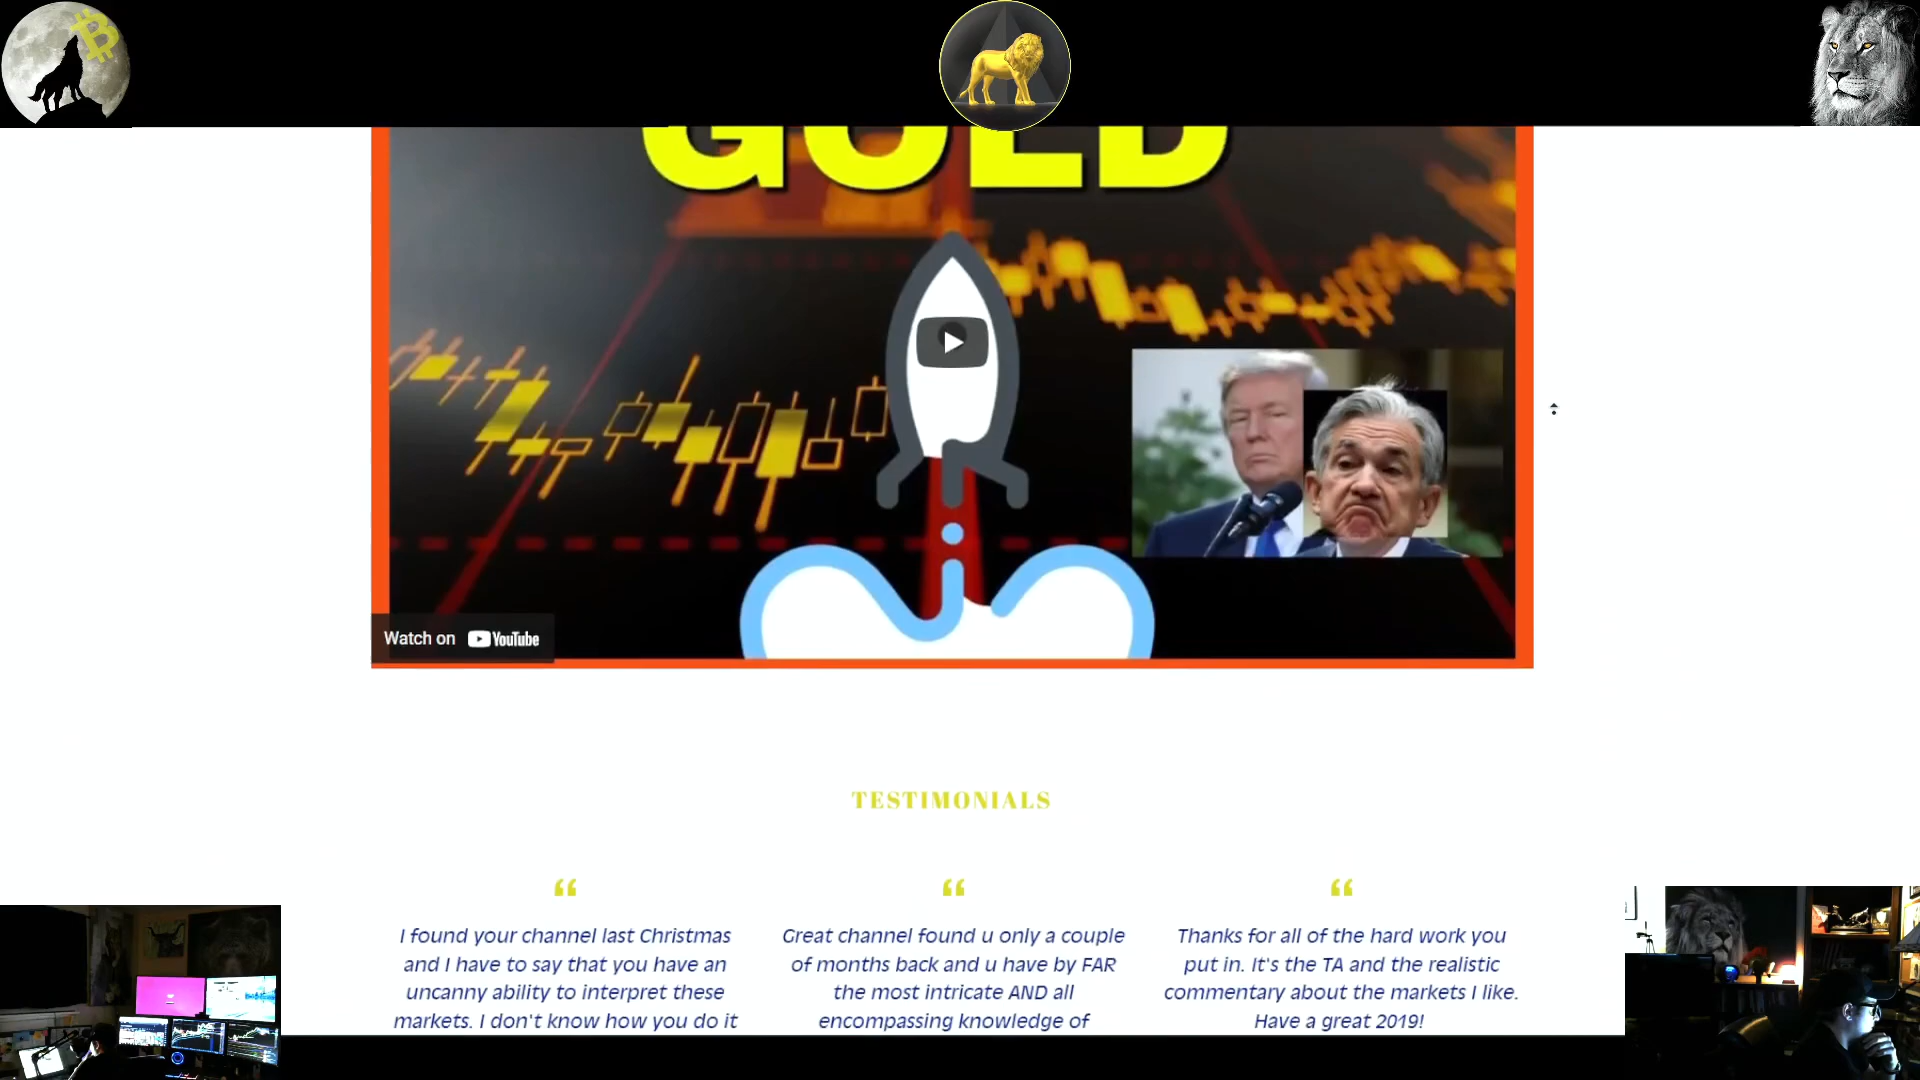 GOLD
Watch on YouTube
TESTIMONIALS
“
I found your channel last Christmas
and I have to say that you have an
uncanny ability to interpret these
markets. I don't know how you do it
“
Great channel found u only a couple
of months back and u have by FAR
the most intricate AND all
encompassing knowledge of
“
Thanks for all of the hard work you
put in. It's the TA and the realistic
commentary about the markets I like.
Have a great 2019!